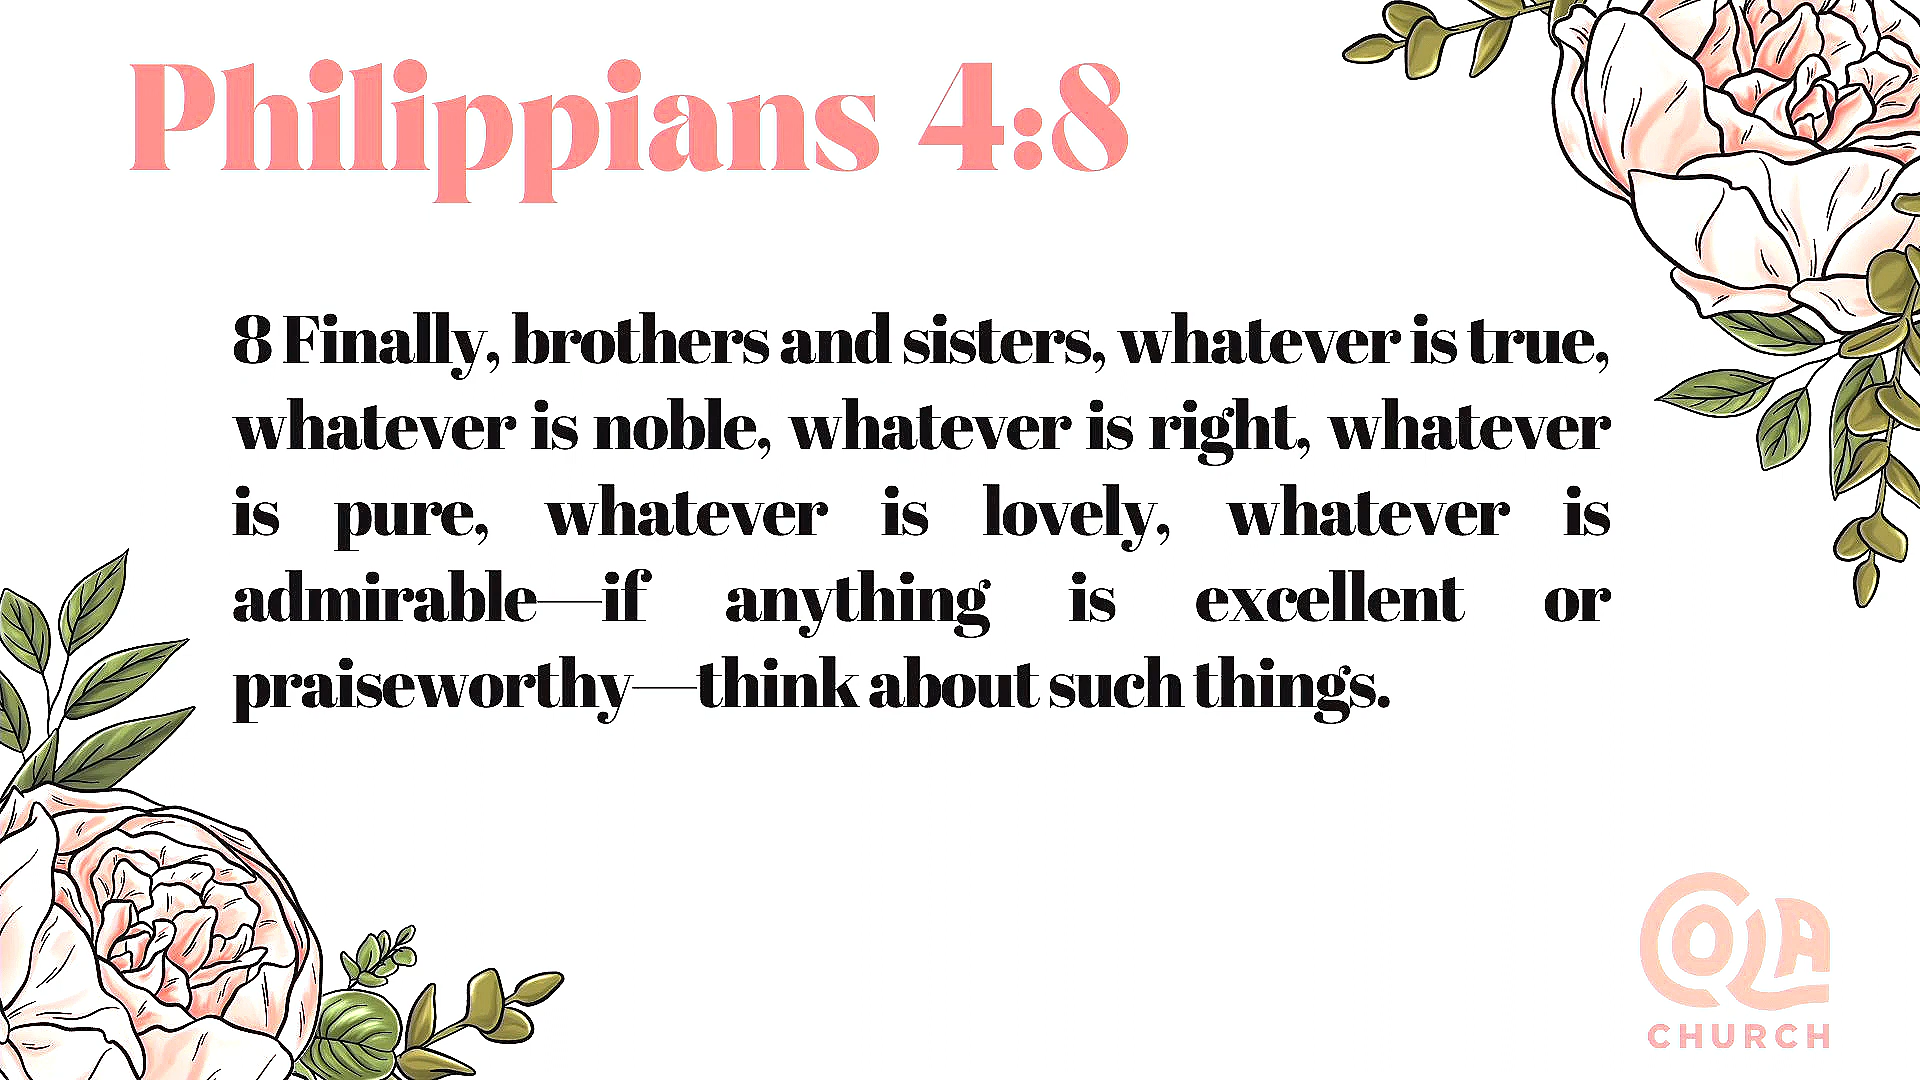 Philippians 4:8
8 Finally, brothers and sisters, whatever is true,
whatever is noble, whatever is right, whatever
is pure, whatever is lovely, whatever is
admirable—if anything is excellent or
praiseworthy—think about such things.
COLA
CHURCH